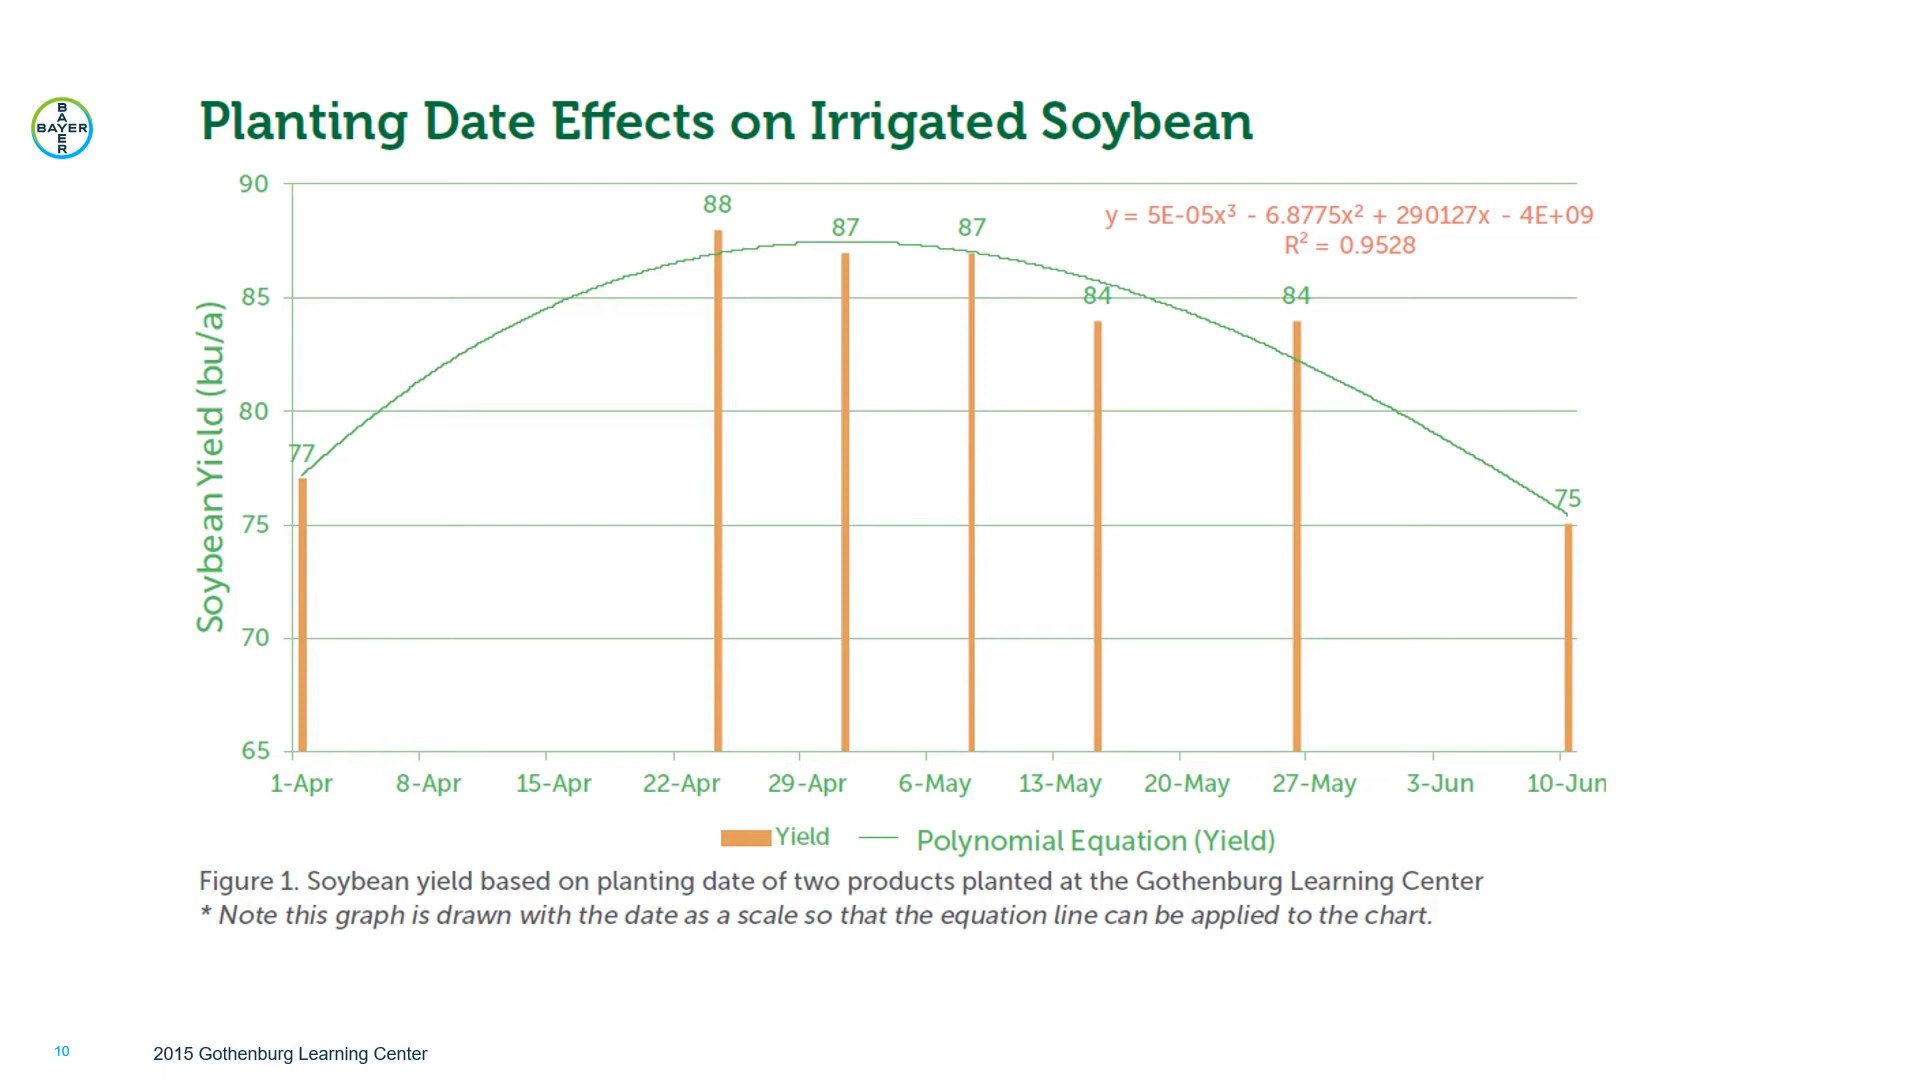 BAYER
BAYER
Planting Date Effects on Irrigated Soybean
y = 5E-05x³ - 6.8775x² + 290127x - 4E+09
R² = 0.9528
Soybean Yield (bu/a)
90
85
80
75
70
65
77
88
87
87
84
84
75
1-Apr
8-Apr
15-Apr
22-Apr
29-Apr
6-May
13-May
20-May
27-May
3-Jun
10-Jun
Yield
Polynomial Equation (Yield)
Figure 1. Soybean yield based on planting date of two products planted at the Gothenburg Learning Center
* Note this graph is drawn with the date as a scale so that the equation line can be applied to the chart.
10
2015 Gothenburg Learning Center